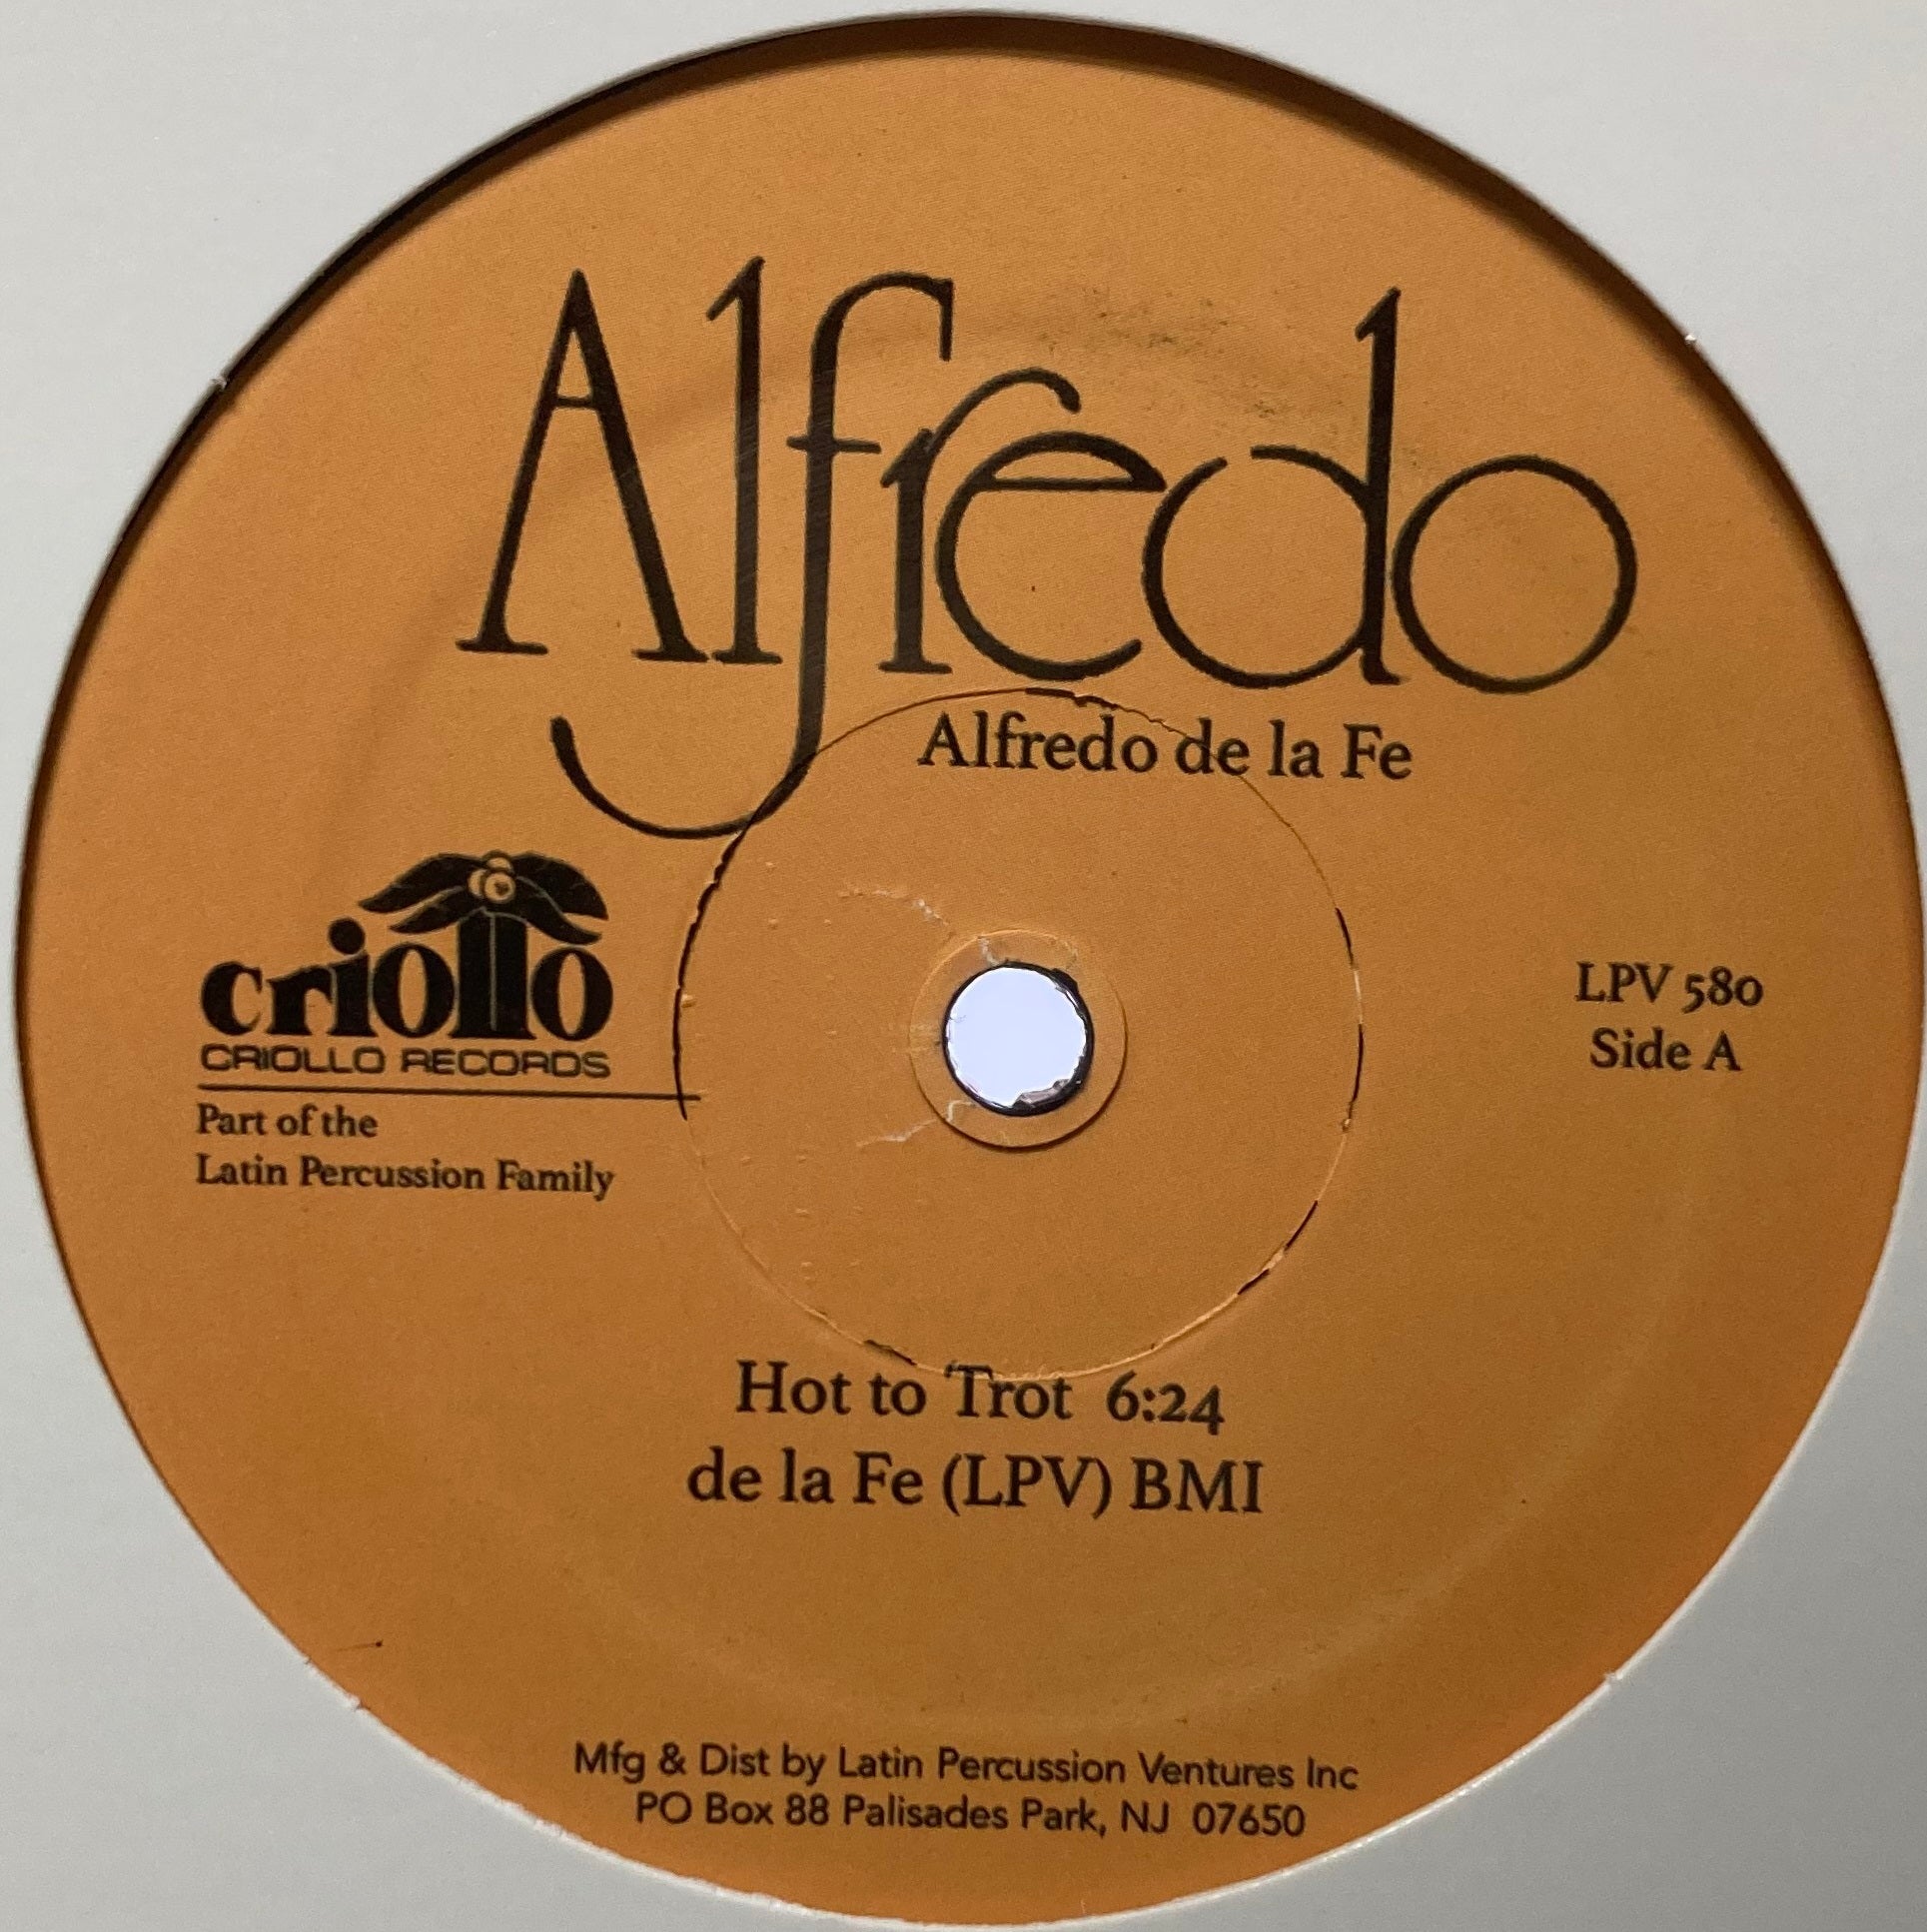 Alfredo
Alfredo de la Fe
criollo
CRIOLLO RECORDS
Part of the
Latin Percussion Family
LPV 580
Side A
Hot to Trot 6:24
de la Fe (LPV) BMI
Mfg & Dist by Latin Percussion Ventures Inc
PO Box 88 Palisades Park, NJ 07650